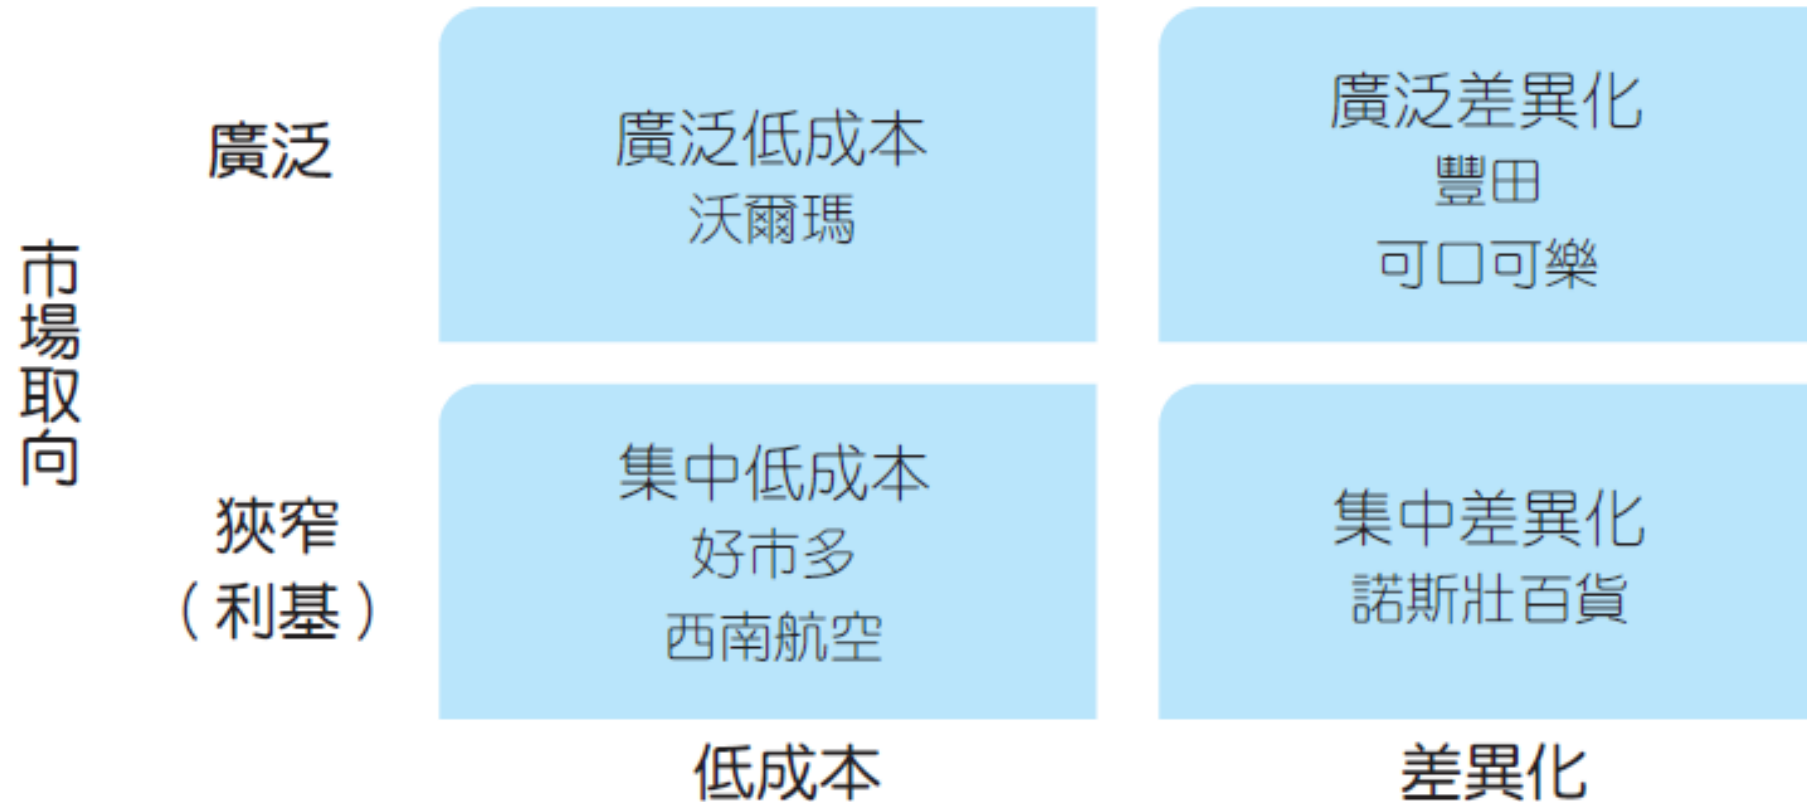 市場取向
廣泛
廣泛低成本
沃爾瑪
廣泛差異化
豐田
可口可樂
狹窄
（利基）
集中低成本
好市多
西南航空
集中差異化
諾斯壯百貨
低成本
差異化